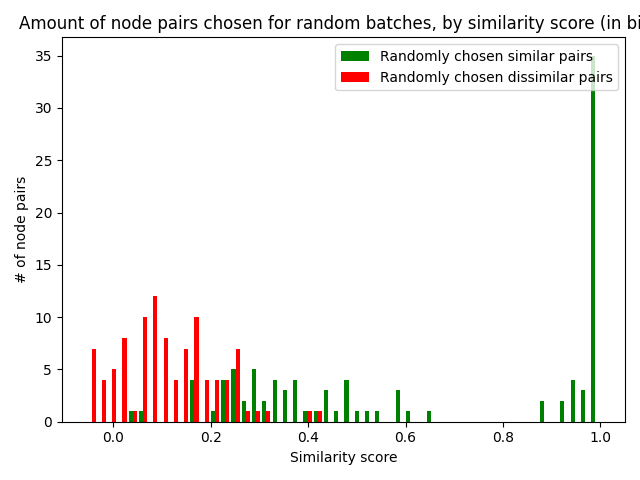 Amount of node pairs chosen for random batches, by similarity score (in bi
Randomly chosen similar pairs
Randomly chosen dissimilar pairs
# of node pairs
35
30
25
20
15
10
5
0
0.0 0.2 0.4 0.6 0.8 1.0
Similarity score